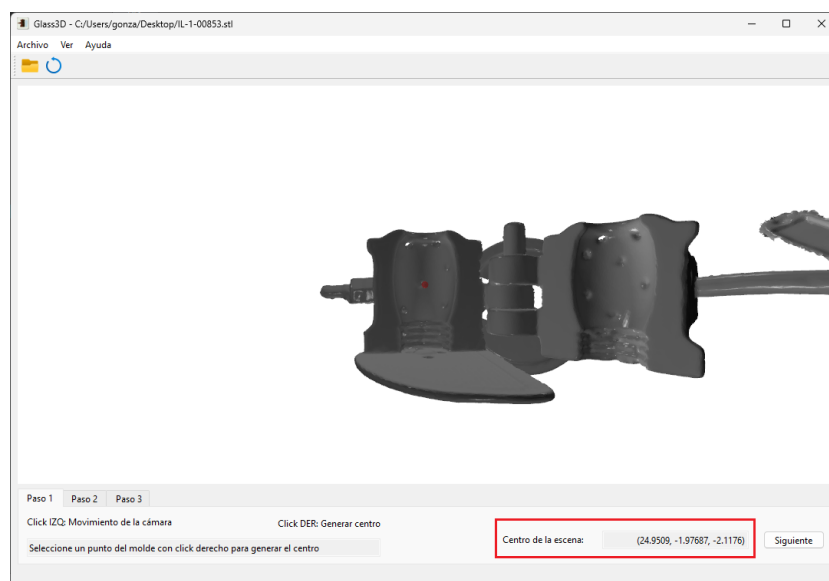 Glass3D - C:/Users/gonza/Desktop/IL-1-00853.stl
Archivo Ver Ayuda
Paso 1 Paso 2 Paso 3
Click IZQ: Movimiento de la cámara Click DER: Generar centro
Centro de la escena: (24.9509, -1.97687, -2.1176) Siguiente
Seleccione un punto del molde con click derecho para generar el centro